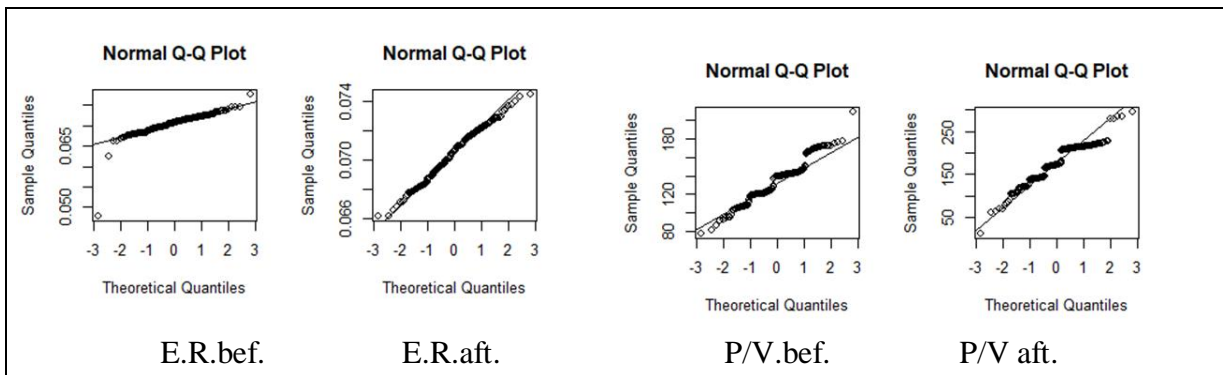 Normal Q-Q Plot
Sample Quantiles
0.050
0.065
-3 -2 -1 0 1 2 3
Theoretical Quantiles
E.R.bef.
Normal Q-Q Plot
Sample Quantiles
0.066
0.070
0.074
-3 -2 -1 0 1 2 3
Theoretical Quantiles
E.R.aft.
Normal Q-Q Plot
Sample Quantiles
80
120
180
-3 -2 -1 0 1 2 3
Theoretical Quantiles
P/V.bef.
Normal Q-Q Plot
Sample Quantiles
50
150
250
-3 -2 -1 0 1 2 3
Theoretical Quantiles
P/V aft.